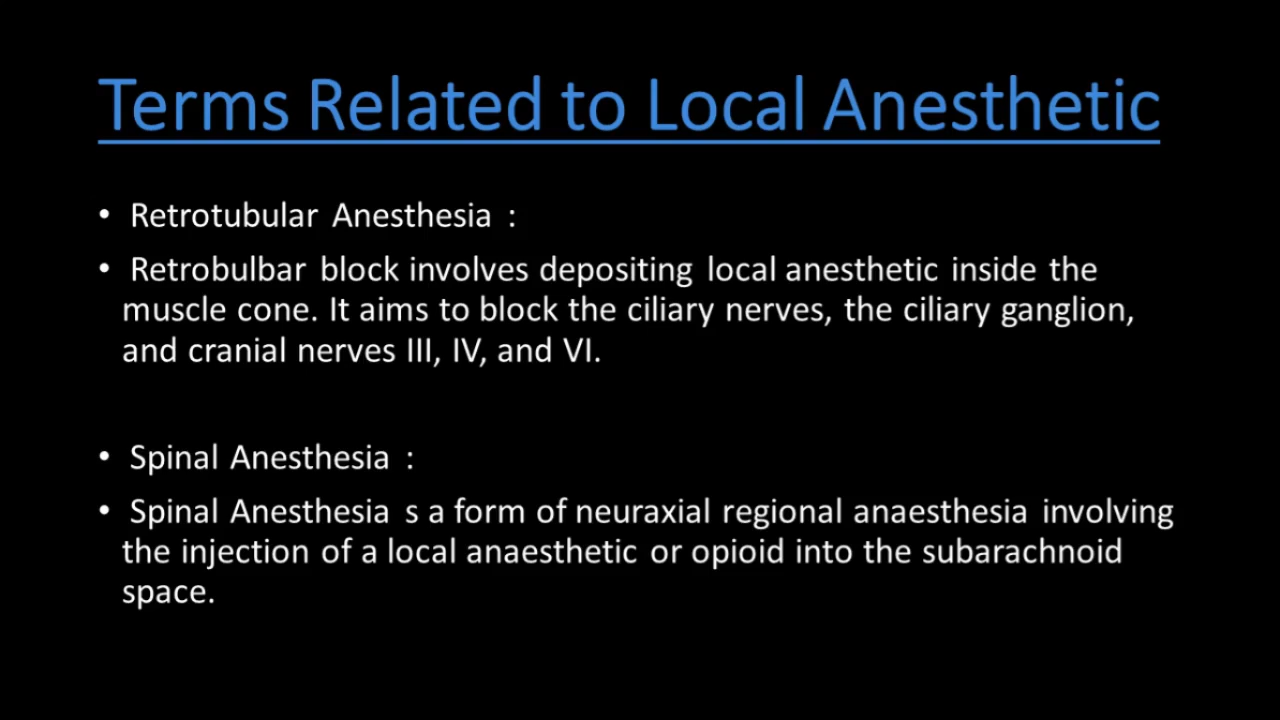 Terms Related to Local Anesthetic
• Retrotubular Anesthesia :
• Retrobulbar block involves depositing local anesthetic inside the
muscle cone. It aims to block the ciliary nerves, the ciliary ganglion,
and cranial nerves III, IV, and VI.
• Spinal Anesthesia :
• Spinal Anesthesia s a form of neuraxial regional anaesthesia involving
the injection of a local anaesthetic or opioid into the subarachnoid
space.